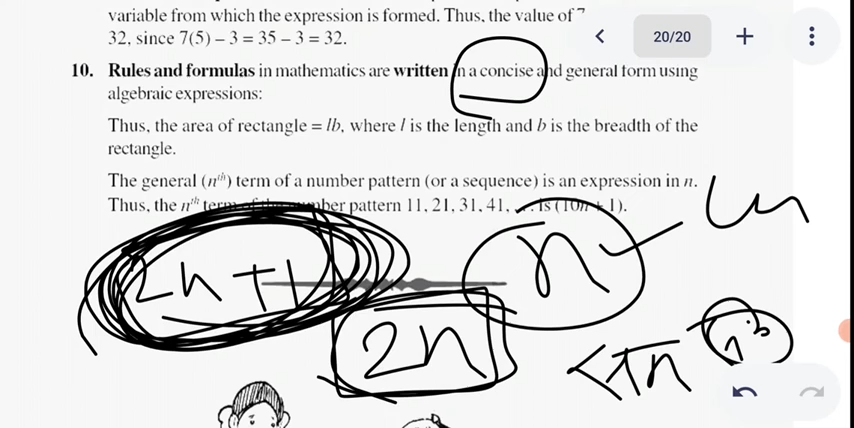 variable from which the expression is formed. Thus, the value of 7
20/20
32, since 7(5) – 3 = 35 – 3 = 32.
10. Rules and formulas in mathematics are written in a concise and general form using
algebraic expressions:
Thus, the area of rectangle = lb, where l is the length and b is the breadth of the
rectangle.
The general (nᵗʰ) term of a number pattern (or a sequence) is an expression in n.
Thus, the nᵗʰ term of the number pattern 11, 21, 31, 41, ... is (10n + 1).
2n + 1
n
2n